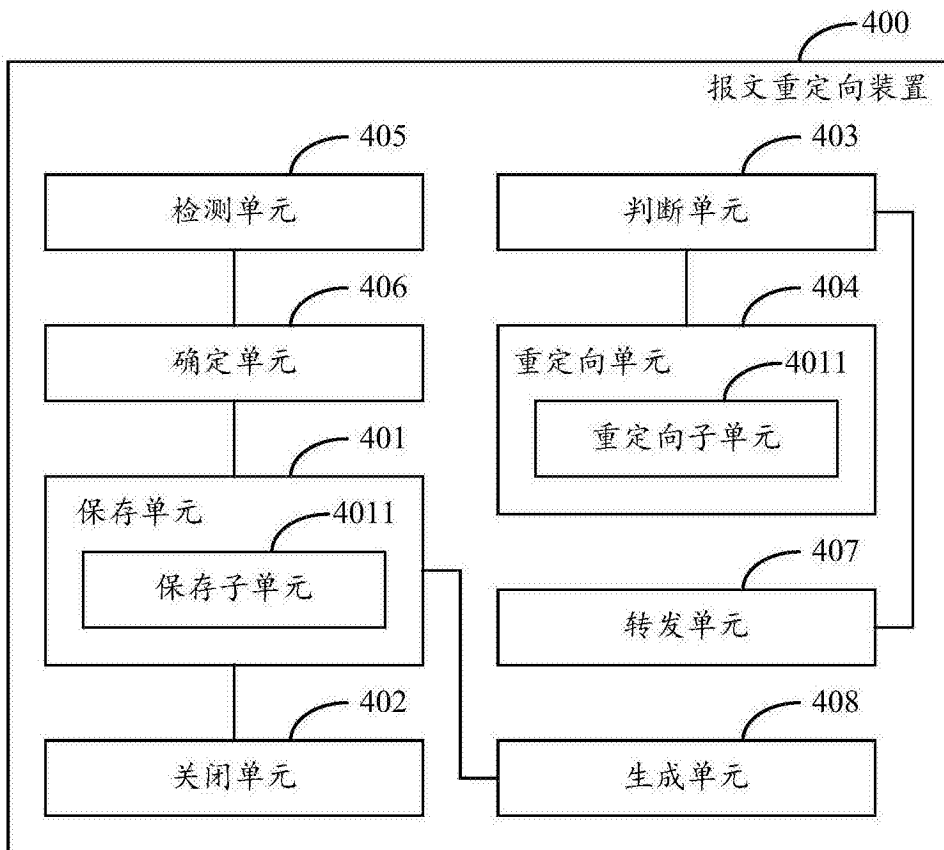 400
报文重定向装置
405
403
检测单元
判断单元
406
404
确定单元
重定向单元
4011
重定向子单元
401
保存单元
4011
保存子单元
407
转发单元
402
408
关闭单元
生成单元